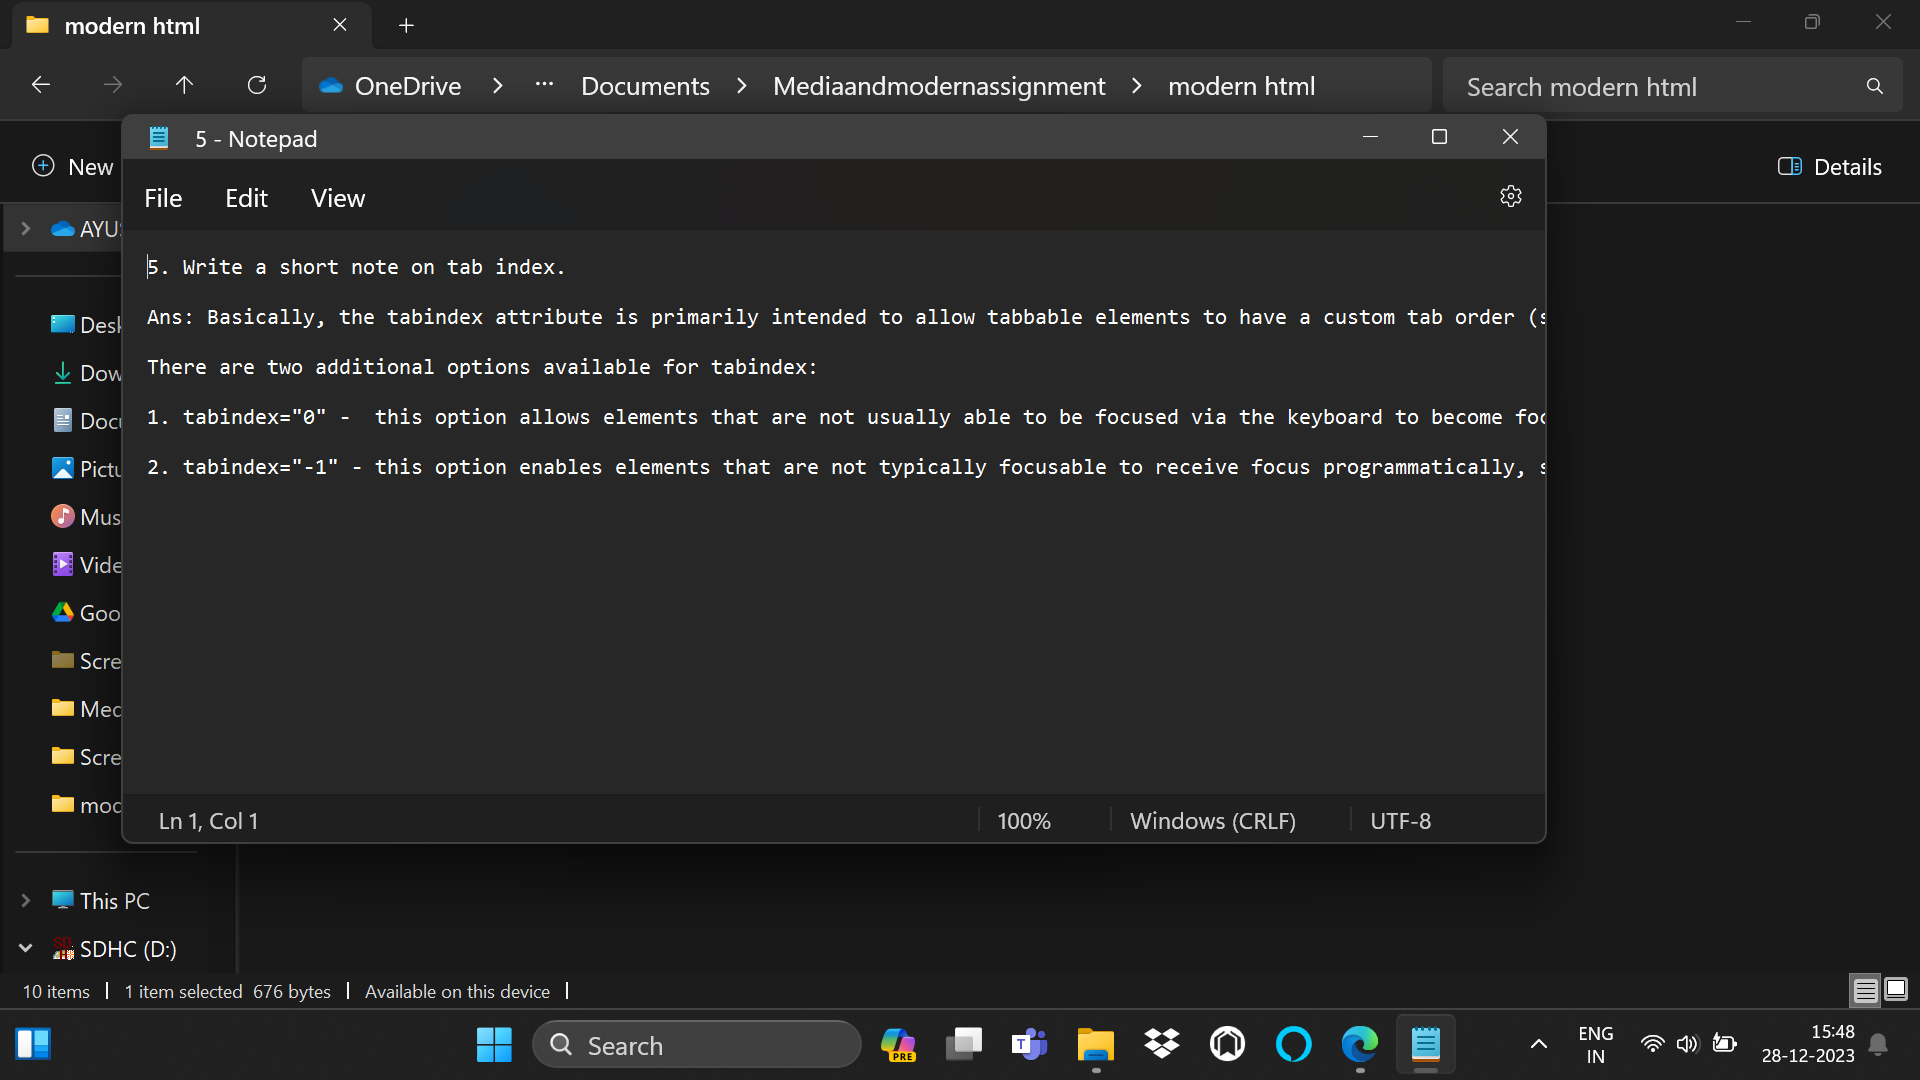 modern html
OneDrive > ... Documents > Mediaandmodernassignment > modern html
Search modern html
New
Details
5 - Notepad
File Edit View
5. Write a short note on tab index.
Ans: Basically, the tabindex attribute is primarily intended to allow tabbable elements to have a custom tab order (s
There are two additional options available for tabindex:
1. tabindex="0" -  this option allows elements that are not usually able to be focused via the keyboard to become foc
2. tabindex="-1" - this option enables elements that are not typically focusable to receive focus programmatically, s
Ln 1, Col 1 100% Windows (CRLF) UTF-8
AYUS
Desk
Dow
Docu
Pictu
Mus
Vide
Goo
Scre
Med
Scre
mod
This PC
SDHC (D:)
10 items | 1 item selected 676 bytes | Available on this device |
Search
PRE
ENG
IN
15:48
28-12-2023